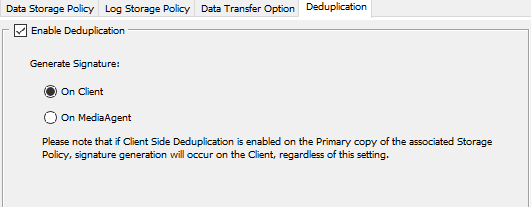 Data Storage Policy Log Storage Policy Data Transfer Option Deduplication
Enable Deduplication
Generate Signature:
On Client
On MediaAgent
Please note that if Client Side Deduplication is enabled on the Primary copy of the associated Storage
Policy, signature generation will occur on the Client, regardless of this setting.